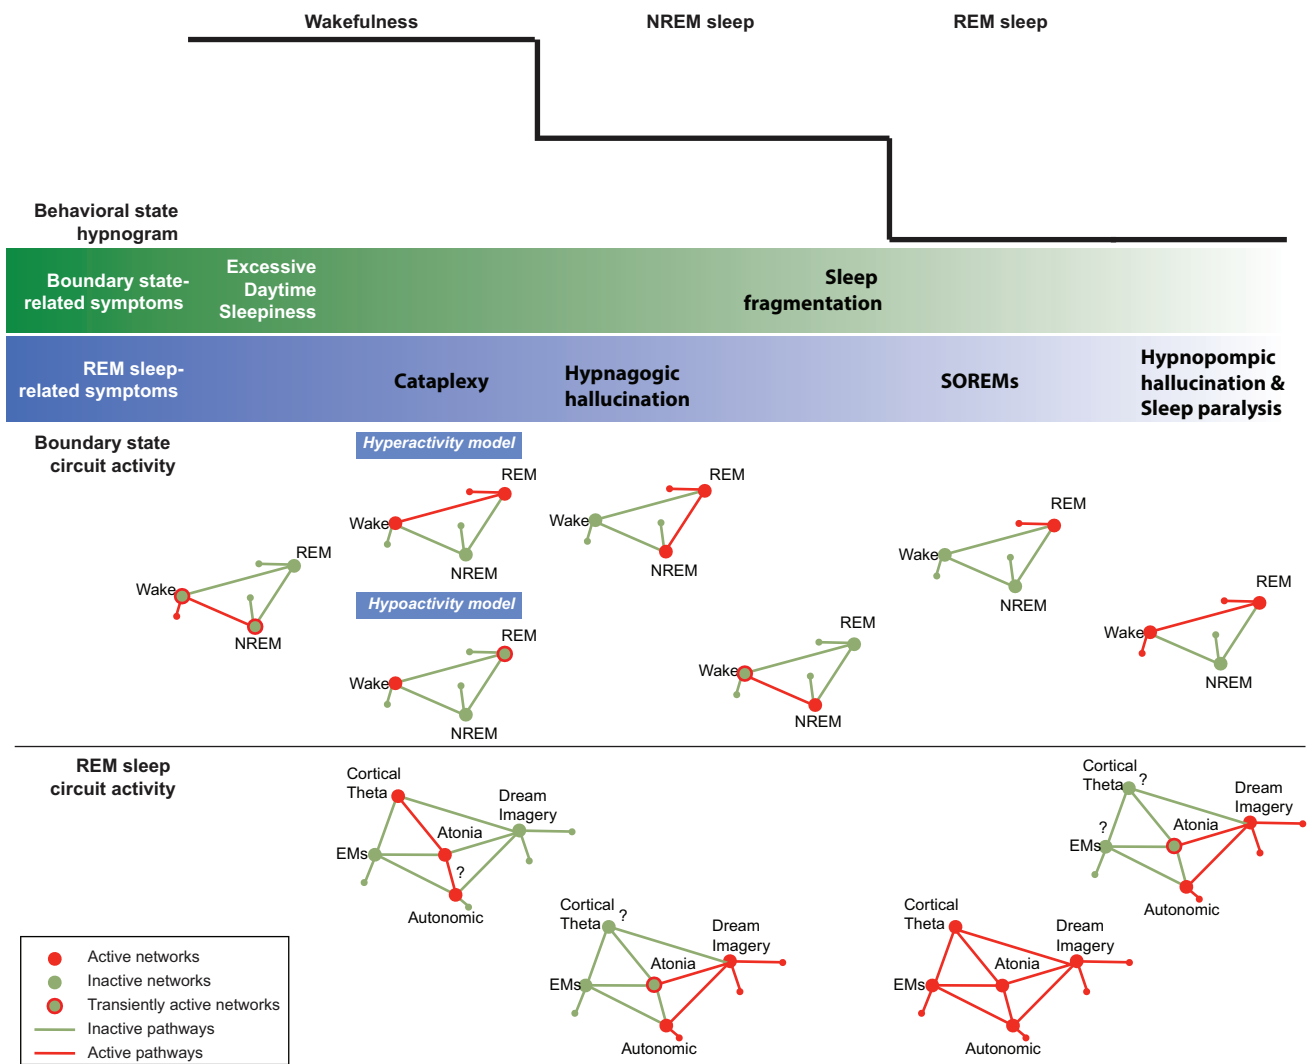 Wakefulness
NREM sleep
REM sleep
Behavioral state
hypnogram
Boundary state-
related symptoms
Excessive
Daytime
Sleepiness
Sleep
fragmentation
REM sleep-
related symptoms
Cataplexy
Hypnagogic
hallucination
SOREMs
Hypnopompic
hallucination &
Sleep paralysis
Boundary state
circuit activity
Wake
REM
NREM
Hyperactivity model
Wake
REM
NREM
Hypoactivity model
Wake
REM
NREM
Wake
REM
NREM
Wake
REM
NREM
Wake
REM
NREM
Wake
REM
NREM
REM sleep
circuit activity
Cortical
Theta
Dream
Imagery
Atonia
EMs
?
Autonomic
Cortical
Theta
?
Dream
Imagery
Atonia
EMs
Autonomic
Cortical
Theta
Dream
Imagery
Atonia
EMs
Autonomic
Cortical
Theta
?
Dream
Imagery
?
Atonia
EMs
Autonomic
Active networks
Inactive networks
Transiently active networks
Inactive pathways
Active pathways